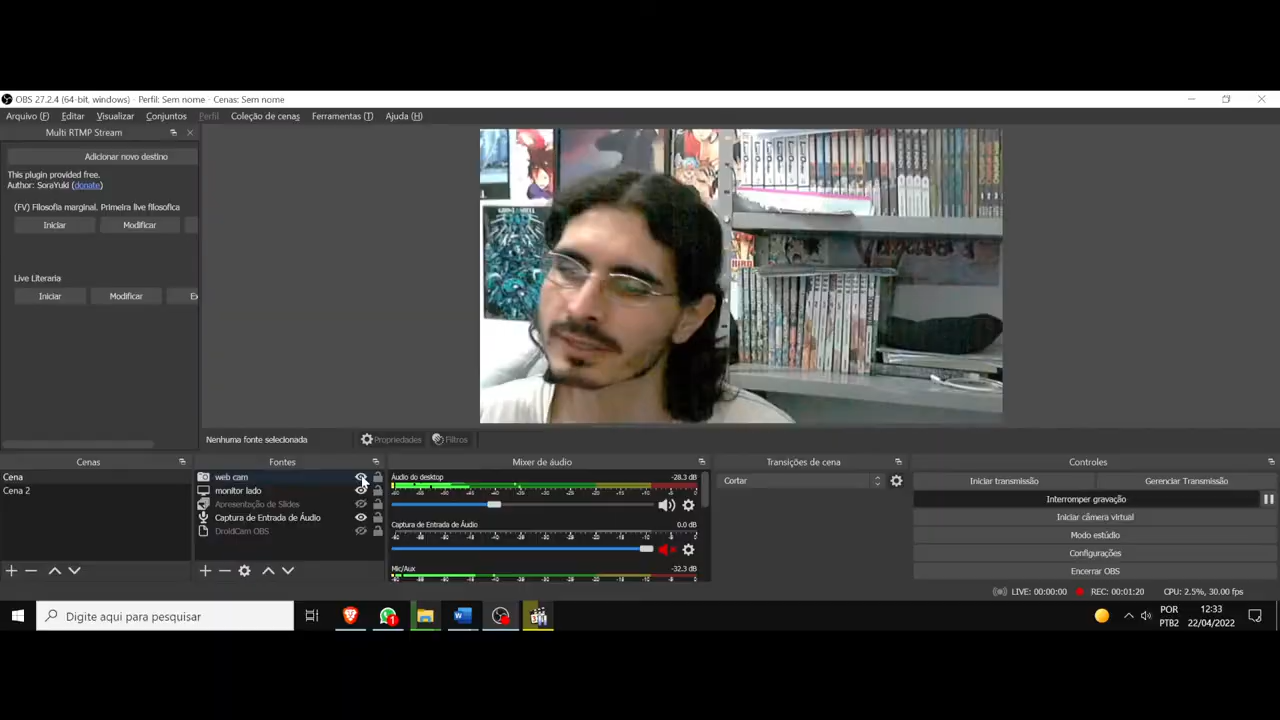 OBS 27.2.4 (64-bit, windows) - Perfil: Sem nome - Cenas: Sem nome
Arquivo (F) Editar Visualizar Conjuntos Perfil Coleção de cenas Ferramentas (T) Ajuda (H)
Multi RTMP Stream
Adicionar novo destino
This plugin provided free.
Author: SoraYuki (donate)
(FV) Filosofia marginal. Primeira live filosofica
Iniciar Modificar
Live Literaria
Iniciar Modificar Ex
Nenhuma fonte selecionada Propriedades Filtros
Cenas
Cena
Cena 2
Fontes
web cam
monitor lado
Apresentação de Slides
Captura de Entrada de Áudio
DroidCam OBS
Mixer de áudio
Áudio do desktop -28.3 dB
Captura de Entrada de Áudio 0.0 dB
Mic/Aux -32.3 dB
Transições de cena
Cortar
Controles
Iniciar transmissão Gerenciar Transmissão
Interromper gravação
Iniciar câmera virtual
Modo estúdio
Configurações
Encerrar OBS
LIVE: 00:00:00 REC: 00:01:20 CPU: 2.5%, 30.00 fps
Digite aqui para pesquisar
POR
PTB2
12:33
22/04/2022